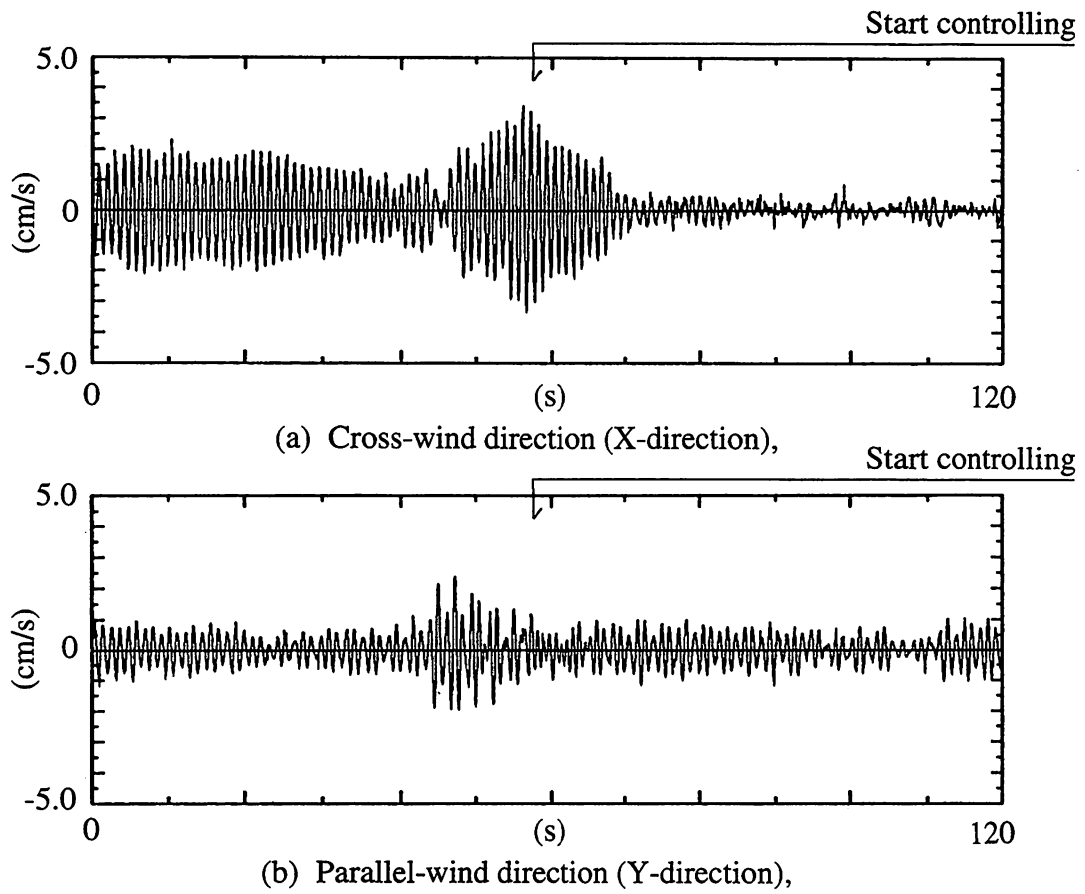 Start controlling
5.0
0
-5.0
(cm/s)
0 (s) 120
(a) Cross-wind direction (X-direction),
Start controlling
5.0
0
-5.0
(cm/s)
0 (s) 120
(b) Parallel-wind direction (Y-direction),